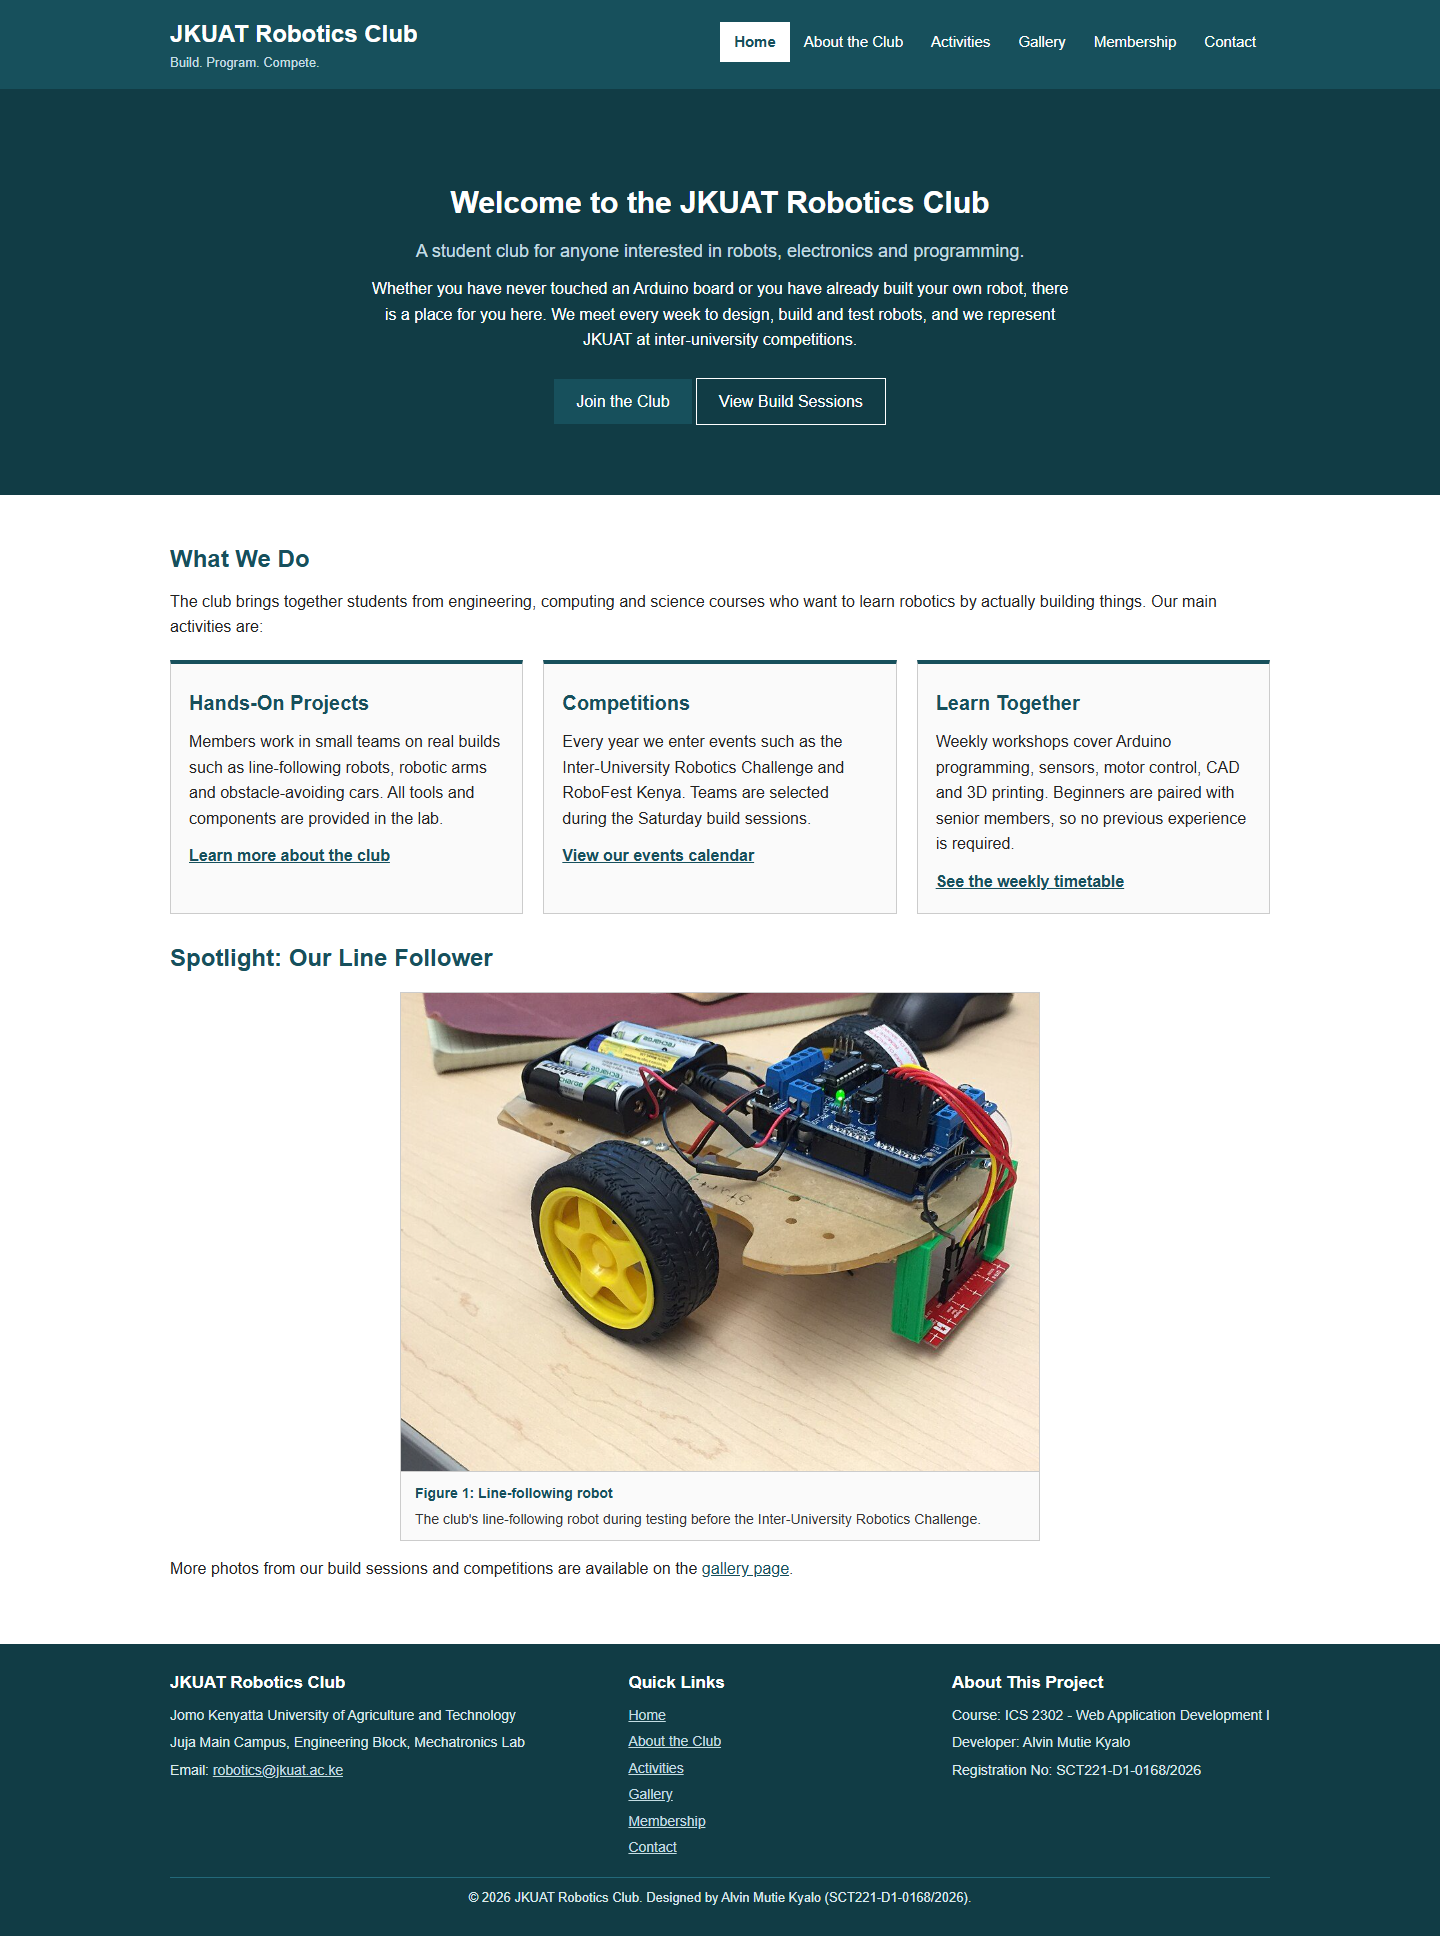 JKUAT Robotics Club
Build. Program. Compete.
Home
About the Club
Activities
Gallery
Membership
Contact
Welcome to the JKUAT Robotics Club
A student club for anyone interested in robots, electronics and programming.
Whether you have never touched an Arduino board or you have already built your own robot, there
is a place for you here. We meet every week to design, build and test robots, and we represent
JKUAT at inter-university competitions.
Join the Club
View Build Sessions
What We Do
The club brings together students from engineering, computing and science courses who want to learn robotics by actually building things. Our main
activities are:
Hands-On Projects
Members work in small teams on real builds
such as line-following robots, robotic arms
and obstacle-avoiding cars. All tools and
components are provided in the lab.
Learn more about the club
Competitions
Every year we enter events such as the
Inter-University Robotics Challenge and
RoboFest Kenya. Teams are selected
during the Saturday build sessions.
View our events calendar
Learn Together
Weekly workshops cover Arduino
programming, sensors, motor control, CAD
and 3D printing. Beginners are paired with
senior members, so no previous experience
is required.
See the weekly timetable
Spotlight: Our Line Follower
Figure 1: Line-following robot
The club's line-following robot during testing before the Inter-University Robotics Challenge.
More photos from our build sessions and competitions are available on the gallery page.
JKUAT Robotics Club
Jomo Kenyatta University of Agriculture and Technology
Juja Main Campus, Engineering Block, Mechatronics Lab
Email: robotics@jkuat.ac.ke
Quick Links
Home
About the Club
Activities
Gallery
Membership
Contact
About This Project
Course: ICS 2302 - Web Application Development I
Developer: Alvin Mutie Kyalo
Registration No: SCT221-D1-0168/2026
© 2026 JKUAT Robotics Club. Designed by Alvin Mutie Kyalo (SCT221-D1-0168/2026).